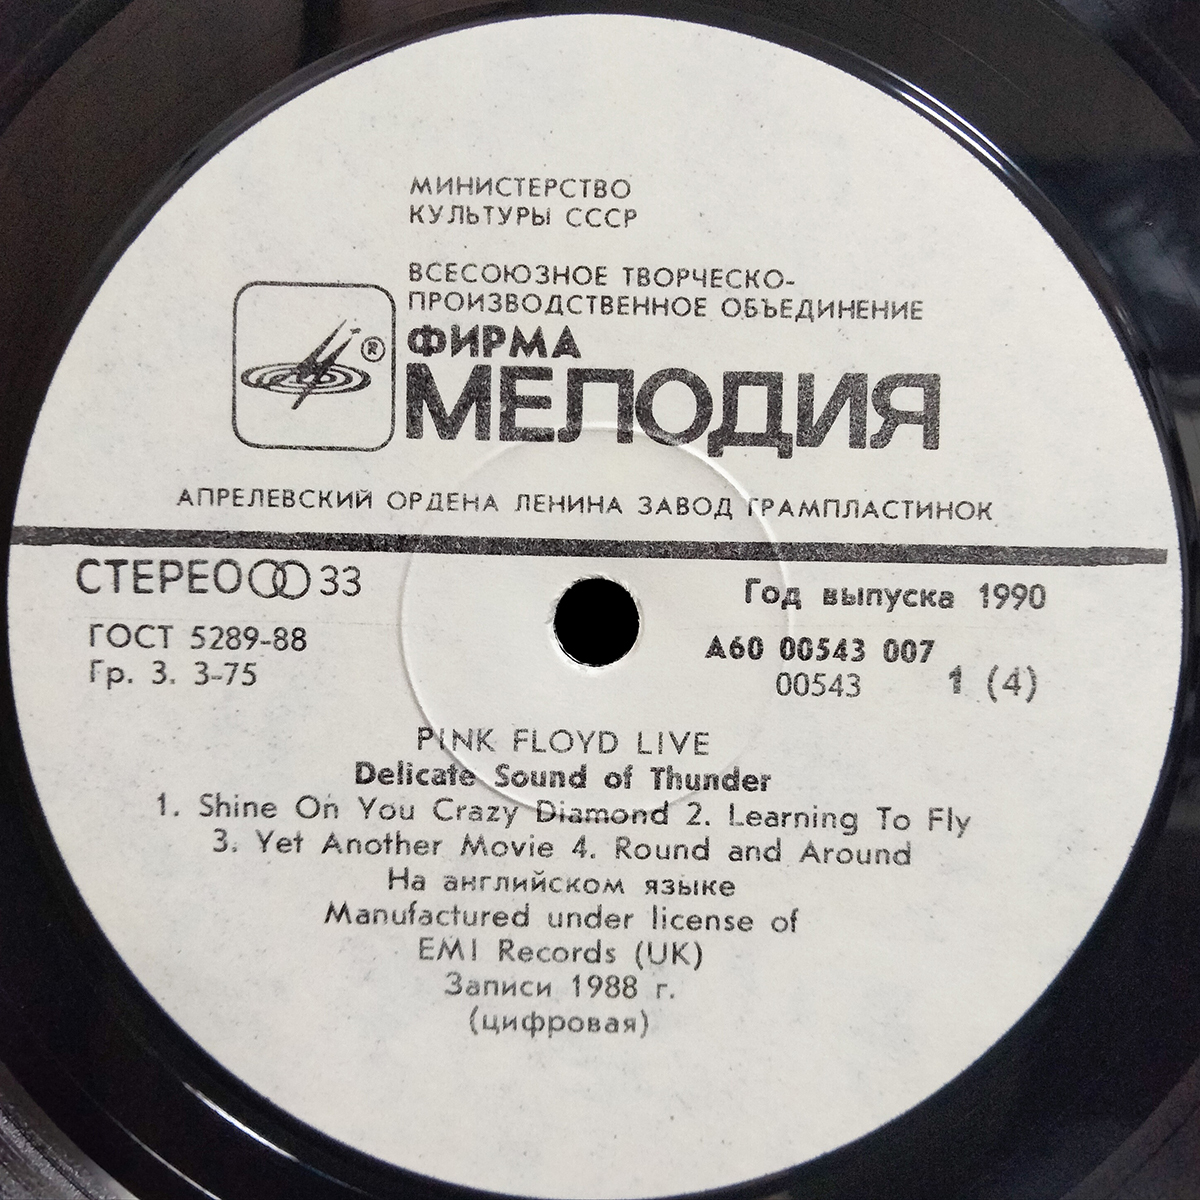 МИНИСТЕРСТВО
КУЛЬТУРЫ СССР
ВСЕСОЮЗНОЕ ТВОРЧЕСКО-
ПРОИЗВОДСТВЕННОЕ ОБЪЕДИНЕНИЕ
ФИРМА
®
МЕЛОДИЯ
АПРЕЛЕВСКИЙ ОРДЕНА ЛЕНИНА ЗАВОД ГРАМПЛАСТИНОК
СТЕРЕО 33
Год выпуска 1990
ГОСТ 5289-88
Гр. 3. 3-75
А60 00543 007
00543 1 (4)
PINK FLOYD LIVE
Delicate Sound of Thunder
1. Shine On You Crazy Diamond 2. Learning To Fly
3. Yet Another Movie 4. Round and Around
На английском языке
Manufactured under license of
EMI Records (UK)
Записи 1988 г.
(цифровая)